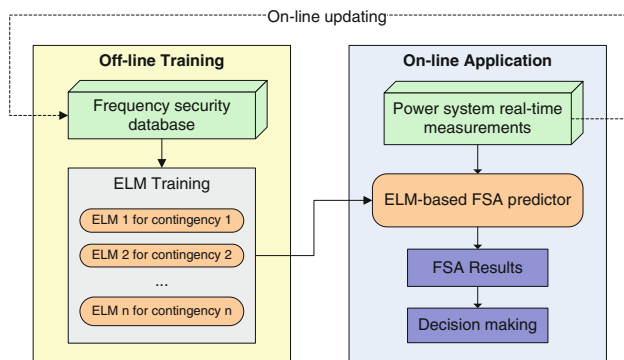 On-line updating
Off-line Training
Frequency security
database
ELM Training
ELM 1 for contingency 1
ELM 2 for contingency 2
...
ELM n for contingency n
On-line Application
Power system real-time
measurements
ELM-based FSA predictor
FSA Results
Decision making